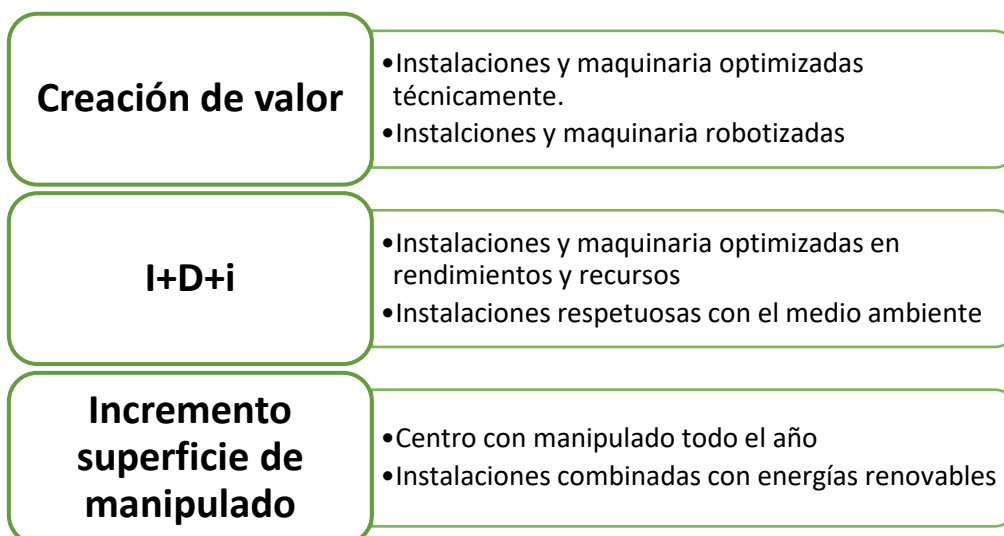 Creación de valor
•Instalaciones y maquinaria optimizadas
técnicamente.
•Instalciones y maquinaria robotizadas
I+D+i
•Instalaciones y maquinaria optimizadas en
rendimientos y recursos
•Instalaciones respetuosas con el medio ambiente
Incremento
superficie de
manipulado
•Centro con manipulado todo el año
•Instalaciones combinadas con energías renovables